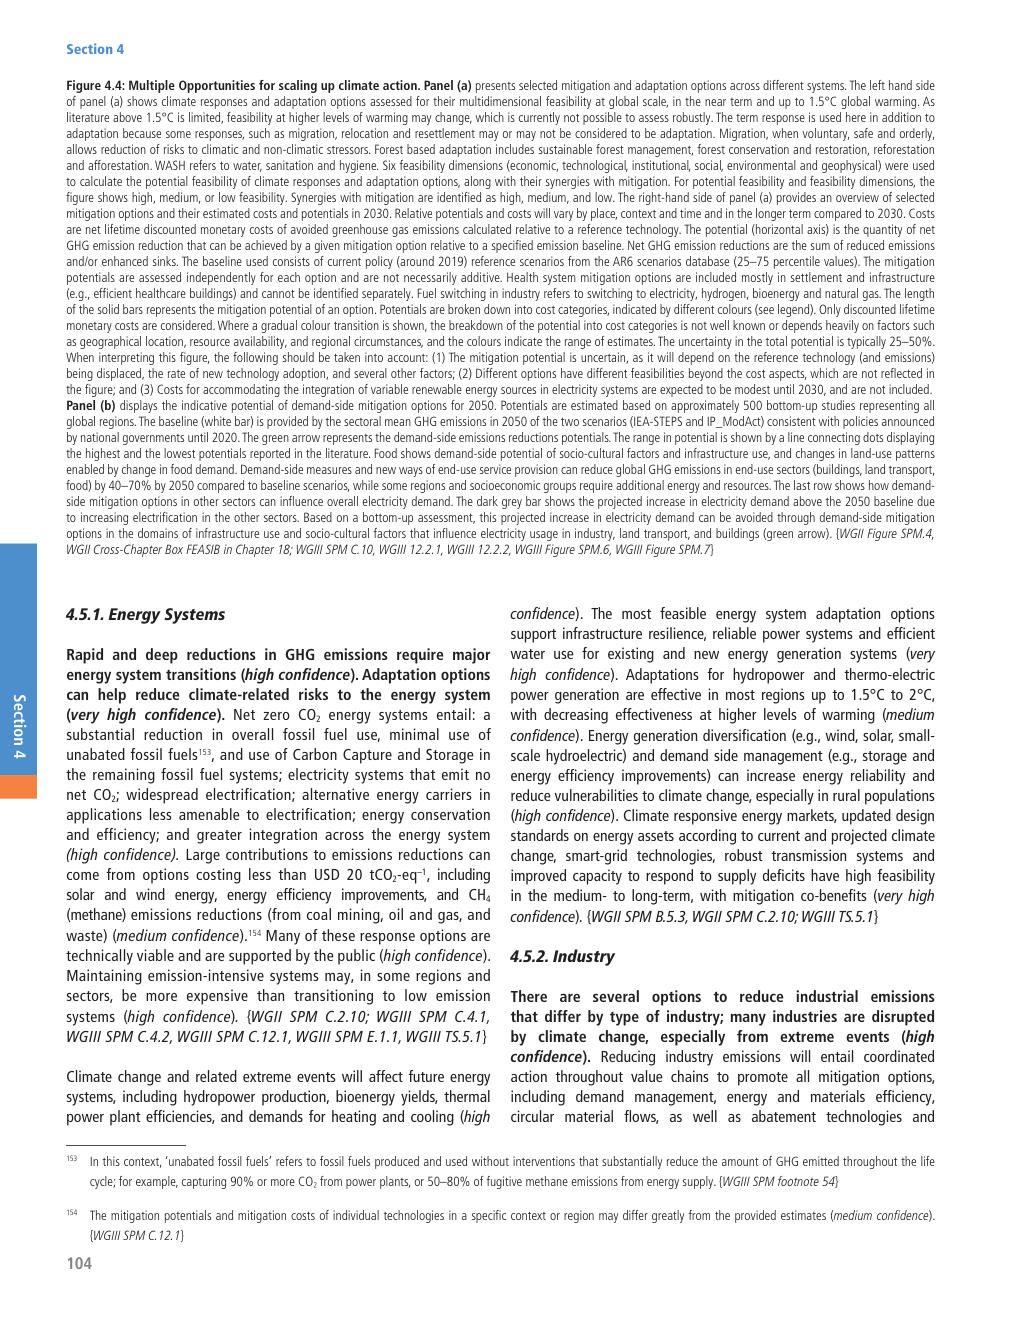 Section 4
Figure 4.4: Multiple Opportunities for scaling up climate action. Panel (a) presents selected mitigation and adaptation options across different systems. The left hand side
of panel (a) shows climate responses and adaptation options assessed for their multidimensional feasibility at global scale, in the near term and up to 1.5°C global warming. As
literature above 1.5°C is limited, feasibility at higher levels of warming may change, which is currently not possible to assess robustly. The term response is used here in addition to
adaptation because some responses, such as migration, relocation and resettlement may or may not be considered to be adaptation. Migration, when voluntary, safe and orderly,
allows reduction of risks to climatic and non-climatic stressors. Forest based adaptation includes sustainable forest management, forest conservation and restoration, reforestation
and afforestation. WASH refers to water, sanitation and hygiene. Six feasibility dimensions (economic, technological, institutional, social, environmental and geophysical) were used
to calculate the potential feasibility of climate responses and adaptation options, along with their synergies with mitigation. For potential feasibility and feasibility dimensions, the
figure shows high, medium, or low feasibility. Synergies with mitigation are identified as high, medium, and low. The right-hand side of panel (a) provides an overview of selected
mitigation options and their estimated costs and potentials in 2030. Relative potentials and costs will vary by place, context and time and in the longer term compared to 2030. Costs
are net lifetime discounted monetary costs of avoided greenhouse gas emissions calculated relative to a reference technology. The potential (horizontal axis) is the quantity of net
GHG emission reduction that can be achieved by a given mitigation option relative to a specified emission baseline. Net GHG emission reductions are the sum of reduced emissions
and/or enhanced sinks. The baseline used consists of current policy (around 2019) reference scenarios from the AR6 scenarios database (25–75 percentile values). The mitigation
potentials are assessed independently for each option and are not necessarily additive. Health system mitigation options are included mostly in settlement and infrastructure
(e.g., efficient healthcare buildings) and cannot be identified separately. Fuel switching in industry refers to switching to electricity, hydrogen, bioenergy and natural gas. The length
of the solid bars represents the mitigation potential of an option. Potentials are broken down into cost categories, indicated by different colours (see legend). Only discounted lifetime
monetary costs are considered. Where a gradual colour transition is shown, the breakdown of the potential into cost categories is not well known or depends heavily on factors such
as geographical location, resource availability, and regional circumstances, and the colours indicate the range of estimates. The uncertainty in the total potential is typically 25–50%.
When interpreting this figure, the following should be taken into account: (1) The mitigation potential is uncertain, as it will depend on the reference technology (and emissions)
being displaced, the rate of new technology adoption, and several other factors; (2) Different options have different feasibilities beyond the cost aspects, which are not reflected in
the figure; and (3) Costs for accommodating the integration of variable renewable energy sources in electricity systems are expected to be modest until 2030, and are not included.
Panel (b) displays the indicative potential of demand-side mitigation options for 2050. Potentials are estimated based on approximately 500 bottom-up studies representing all
global regions. The baseline (white bar) is provided by the sectoral mean GHG emissions in 2050 of the two scenarios (IEA-STEPS and IP_ModAct) consistent with policies announced
by national governments until 2020. The green arrow represents the demand-side emissions reductions potentials. The range in potential is shown by a line connecting dots displaying
the highest and the lowest potentials reported in the literature. Food shows demand-side potential of socio-cultural factors and infrastructure use, and changes in land-use patterns
enabled by change in food demand. Demand-side measures and new ways of end-use service provision can reduce global GHG emissions in end-use sectors (buildings, land transport,
food) by 40–70% by 2050 compared to baseline scenarios, while some regions and socioeconomic groups require additional energy and resources. The last row shows how demand-
side mitigation options in other sectors can influence overall electricity demand. The dark grey bar shows the projected increase in electricity demand above the 2050 baseline due
to increasing electrification in the other sectors. Based on a bottom-up assessment, this projected increase in electricity demand can be avoided through demand-side mitigation
options in the domains of infrastructure use and socio-cultural factors that influence electricity usage in industry, land transport, and buildings (green arrow). {WGII Figure SPM.4,
WGII Cross-Chapter Box FEASIB in Chapter 18; WGIII SPM C.10, WGIII 12.2.1, WGIII 12.2.2, WGIII Figure SPM.6, WGIII Figure SPM.7}
Section 4
4.5.1. Energy Systems
Rapid and deep reductions in GHG emissions require major
energy system transitions (high confidence). Adaptation options
can help reduce climate-related risks to the energy system
(very high confidence). Net zero CO₂ energy systems entail: a
substantial reduction in overall fossil fuel use, minimal use of
unabated fossil fuels¹⁵³, and use of Carbon Capture and Storage in
the remaining fossil fuel systems; electricity systems that emit no
net CO₂; widespread electrification; alternative energy carriers in
applications less amenable to electrification; energy conservation
and efficiency; and greater integration across the energy system
(high confidence). Large contributions to emissions reductions can
come from options costing less than USD 20 tCO₂-eq⁻¹, including
solar and wind energy, energy efficiency improvements, and CH₄
(methane) emissions reductions (from coal mining, oil and gas, and
waste) (medium confidence).¹⁵⁴ Many of these response options are
technically viable and are supported by the public (high confidence).
Maintaining emission-intensive systems may, in some regions and
sectors, be more expensive than transitioning to low emission
systems (high confidence). {WGII SPM C.2.10; WGIII SPM C.4.1,
WGIII SPM C.4.2, WGIII SPM C.12.1, WGIII SPM E.1.1, WGIII TS.5.1}
Climate change and related extreme events will affect future energy
systems, including hydropower production, bioenergy yields, thermal
power plant efficiencies, and demands for heating and cooling (high
confidence). The most feasible energy system adaptation options
support infrastructure resilience, reliable power systems and efficient
water use for existing and new energy generation systems (very
high confidence). Adaptations for hydropower and thermo-electric
power generation are effective in most regions up to 1.5°C to 2°C,
with decreasing effectiveness at higher levels of warming (medium
confidence). Energy generation diversification (e.g., wind, solar, small-
scale hydroelectric) and demand side management (e.g., storage and
energy efficiency improvements) can increase energy reliability and
reduce vulnerabilities to climate change, especially in rural populations
(high confidence). Climate responsive energy markets, updated design
standards on energy assets according to current and projected climate
change, smart-grid technologies, robust transmission systems and
improved capacity to respond to supply deficits have high feasibility
in the medium- to long-term, with mitigation co-benefits (very high
confidence). {WGII SPM B.5.3, WGII SPM C.2.10; WGIII TS.5.1}
4.5.2. Industry
There are several options to reduce industrial emissions
that differ by type of industry; many industries are disrupted
by climate change, especially from extreme events (high
confidence). Reducing industry emissions will entail coordinated
action throughout value chains to promote all mitigation options,
including demand management, energy and materials efficiency,
circular material flows, as well as abatement technologies and
153 In this context, ‘unabated fossil fuels’ refers to fossil fuels produced and used without interventions that substantially reduce the amount of GHG emitted throughout the life
cycle; for example, capturing 90% or more CO₂ from power plants, or 50–80% of fugitive methane emissions from energy supply. {WGIII SPM footnote 54}
154 The mitigation potentials and mitigation costs of individual technologies in a specific context or region may differ greatly from the provided estimates (medium confidence).
{WGIII SPM C.12.1}
104